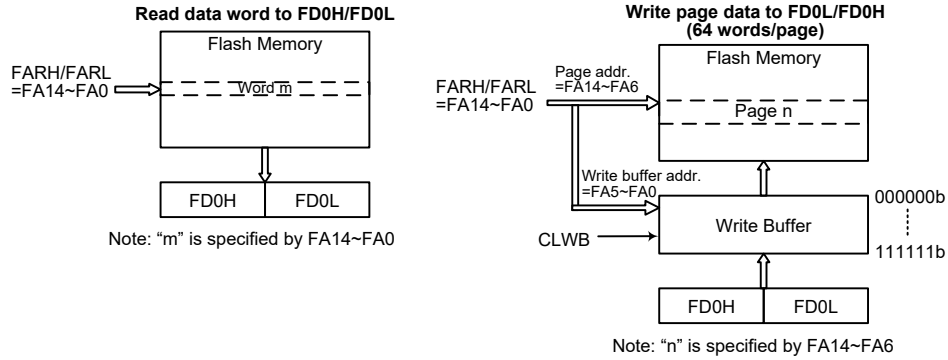 Read data word to FD0H/FD0L
Flash Memory
FARH/FARL
=FA14~FA0
Word m
FD0H
FD0L
Note: “m” is specified by FA14~FA0
Write page data to FD0L/FD0H
(64 words/page)
Flash Memory
Page addr.
=FA14~FA6
FARH/FARL
=FA14~FA0
Page n
Write buffer addr.
=FA5~FA0
000000b
Write Buffer
CLWB
111111b
FD0H
FD0L
Note: “n” is specified by FA14~FA6